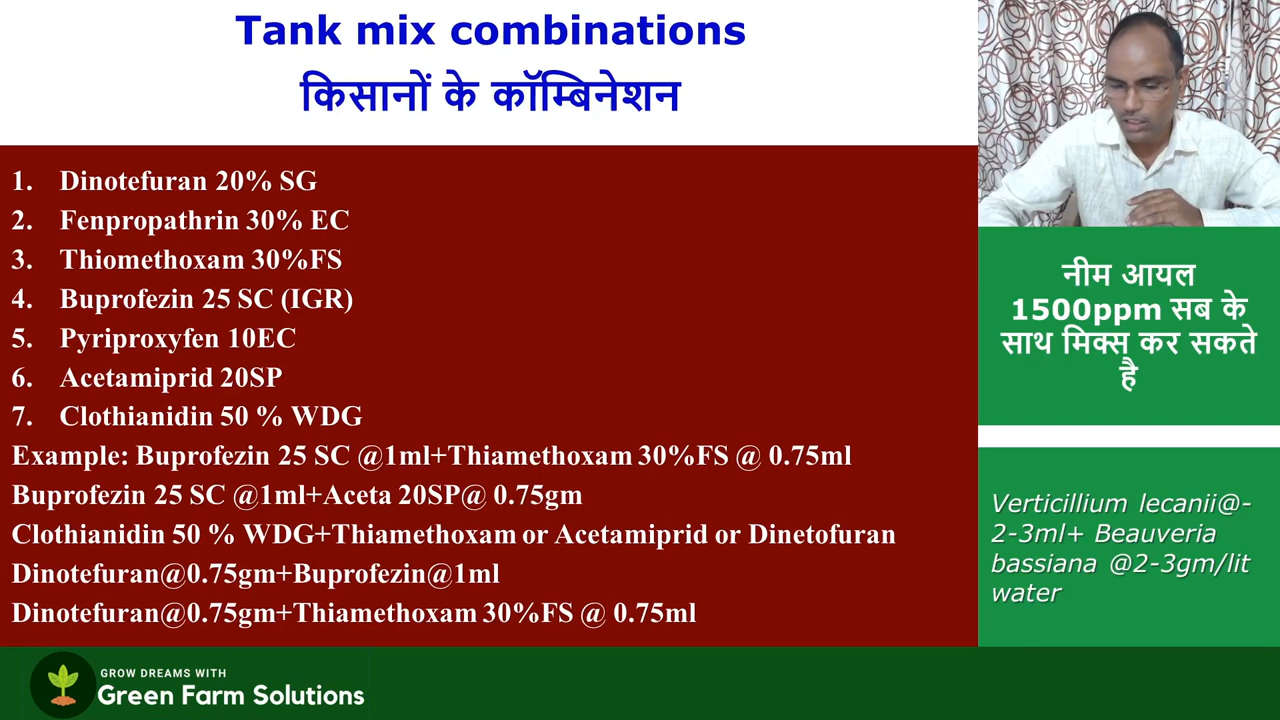 Tank mix combinations
किसानों के कॉम्बिनेशन
1. Dinotefuran 20% SG
2. Fenpropathrin 30% EC
3. Thiomethoxam 30%FS
4. Buprofezin 25 SC (IGR)
5. Pyriproxyfen 10EC
6. Acetamiprid 20SP
7. Clothianidin 50 % WDG
Example: Buprofezin 25 SC @1ml+Thiamethoxam 30%FS @ 0.75ml
Buprofezin 25 SC @1ml+Aceta 20SP@ 0.75gm
Clothianidin 50 % WDG+Thiamethoxam or Acetamiprid or Dinetofuran
Dinotefuran@0.75gm+Buprofezin@1ml
Dinotefuran@0.75gm+Thiamethoxam 30%FS @ 0.75ml
नीम आयल
1500ppm सब के
साथ मिक्स कर सकते
है
Verticillium lecanii@-
2-3ml+ Beauveria
bassiana @2-3gm/lit
water
GROW DREAMS WITH
Green Farm Solutions